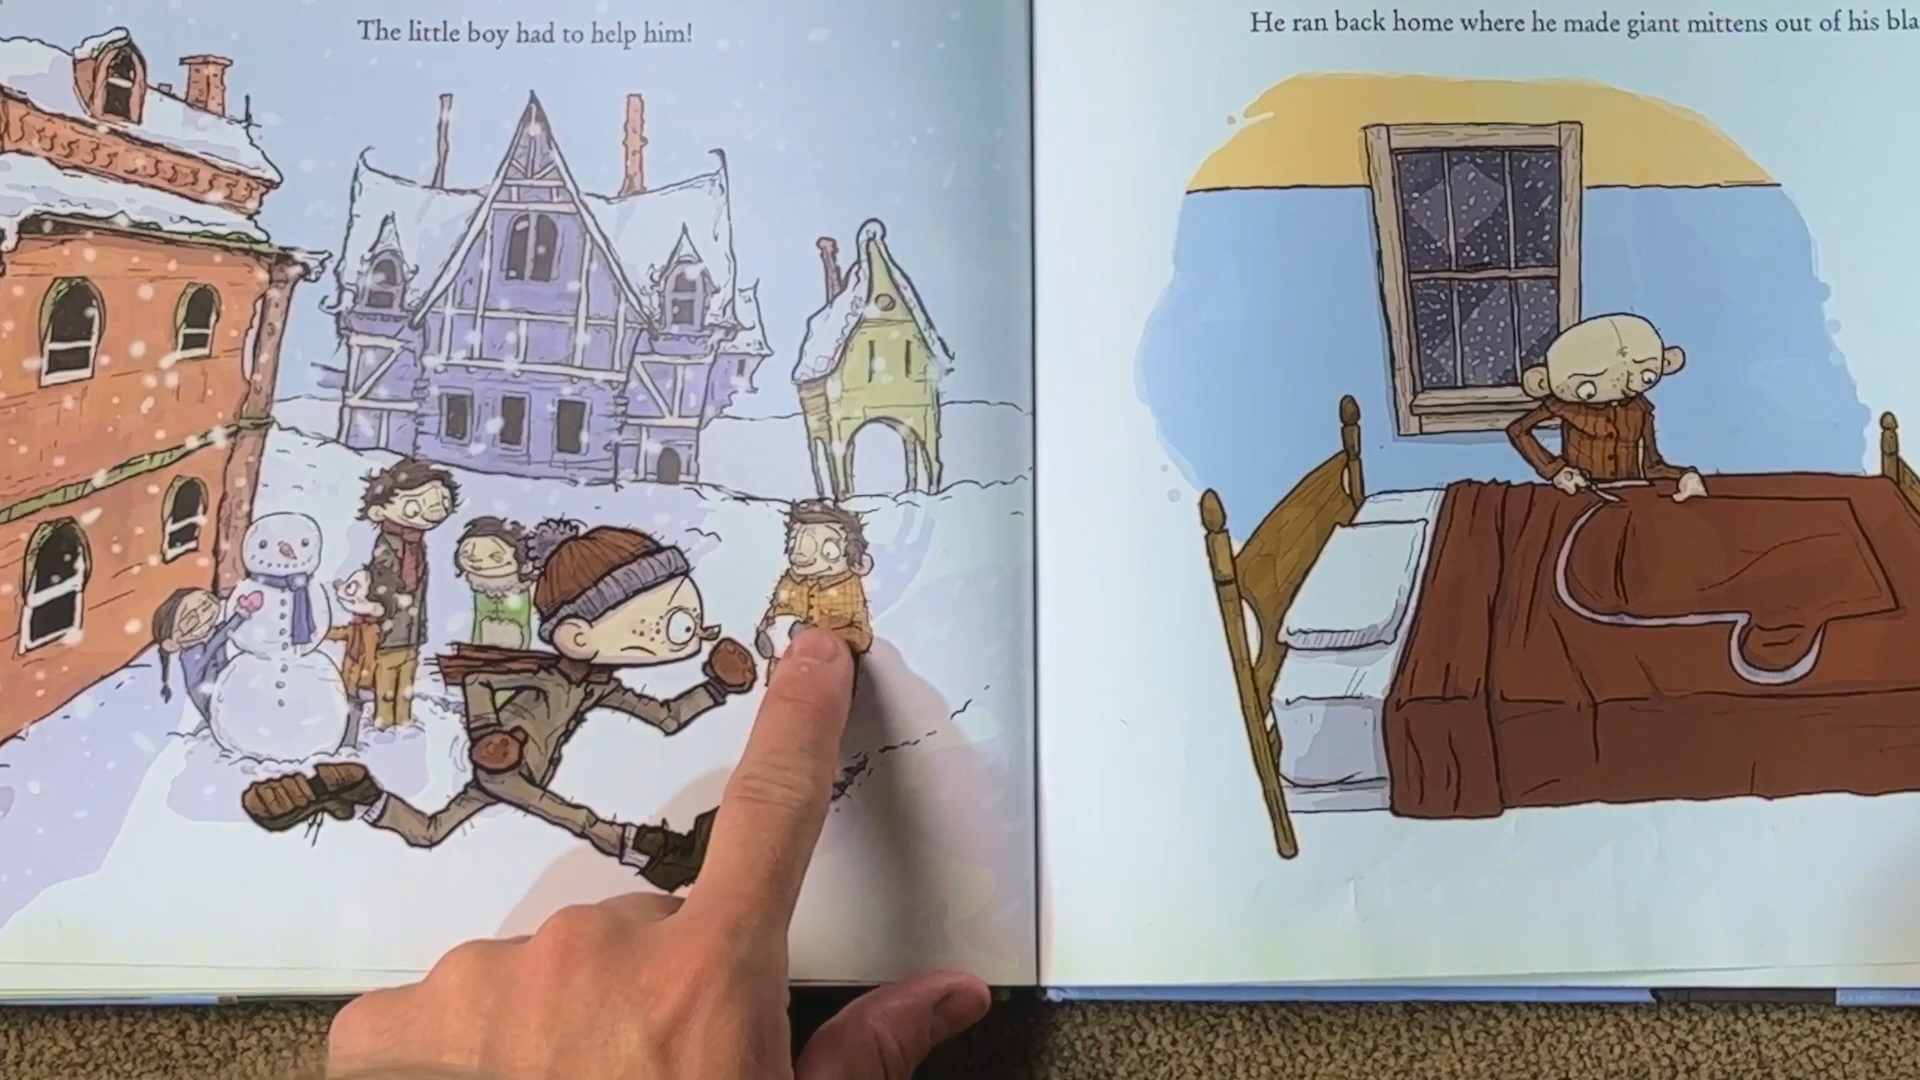 The little boy had to help him!
He ran back home where he made giant mittens out of his